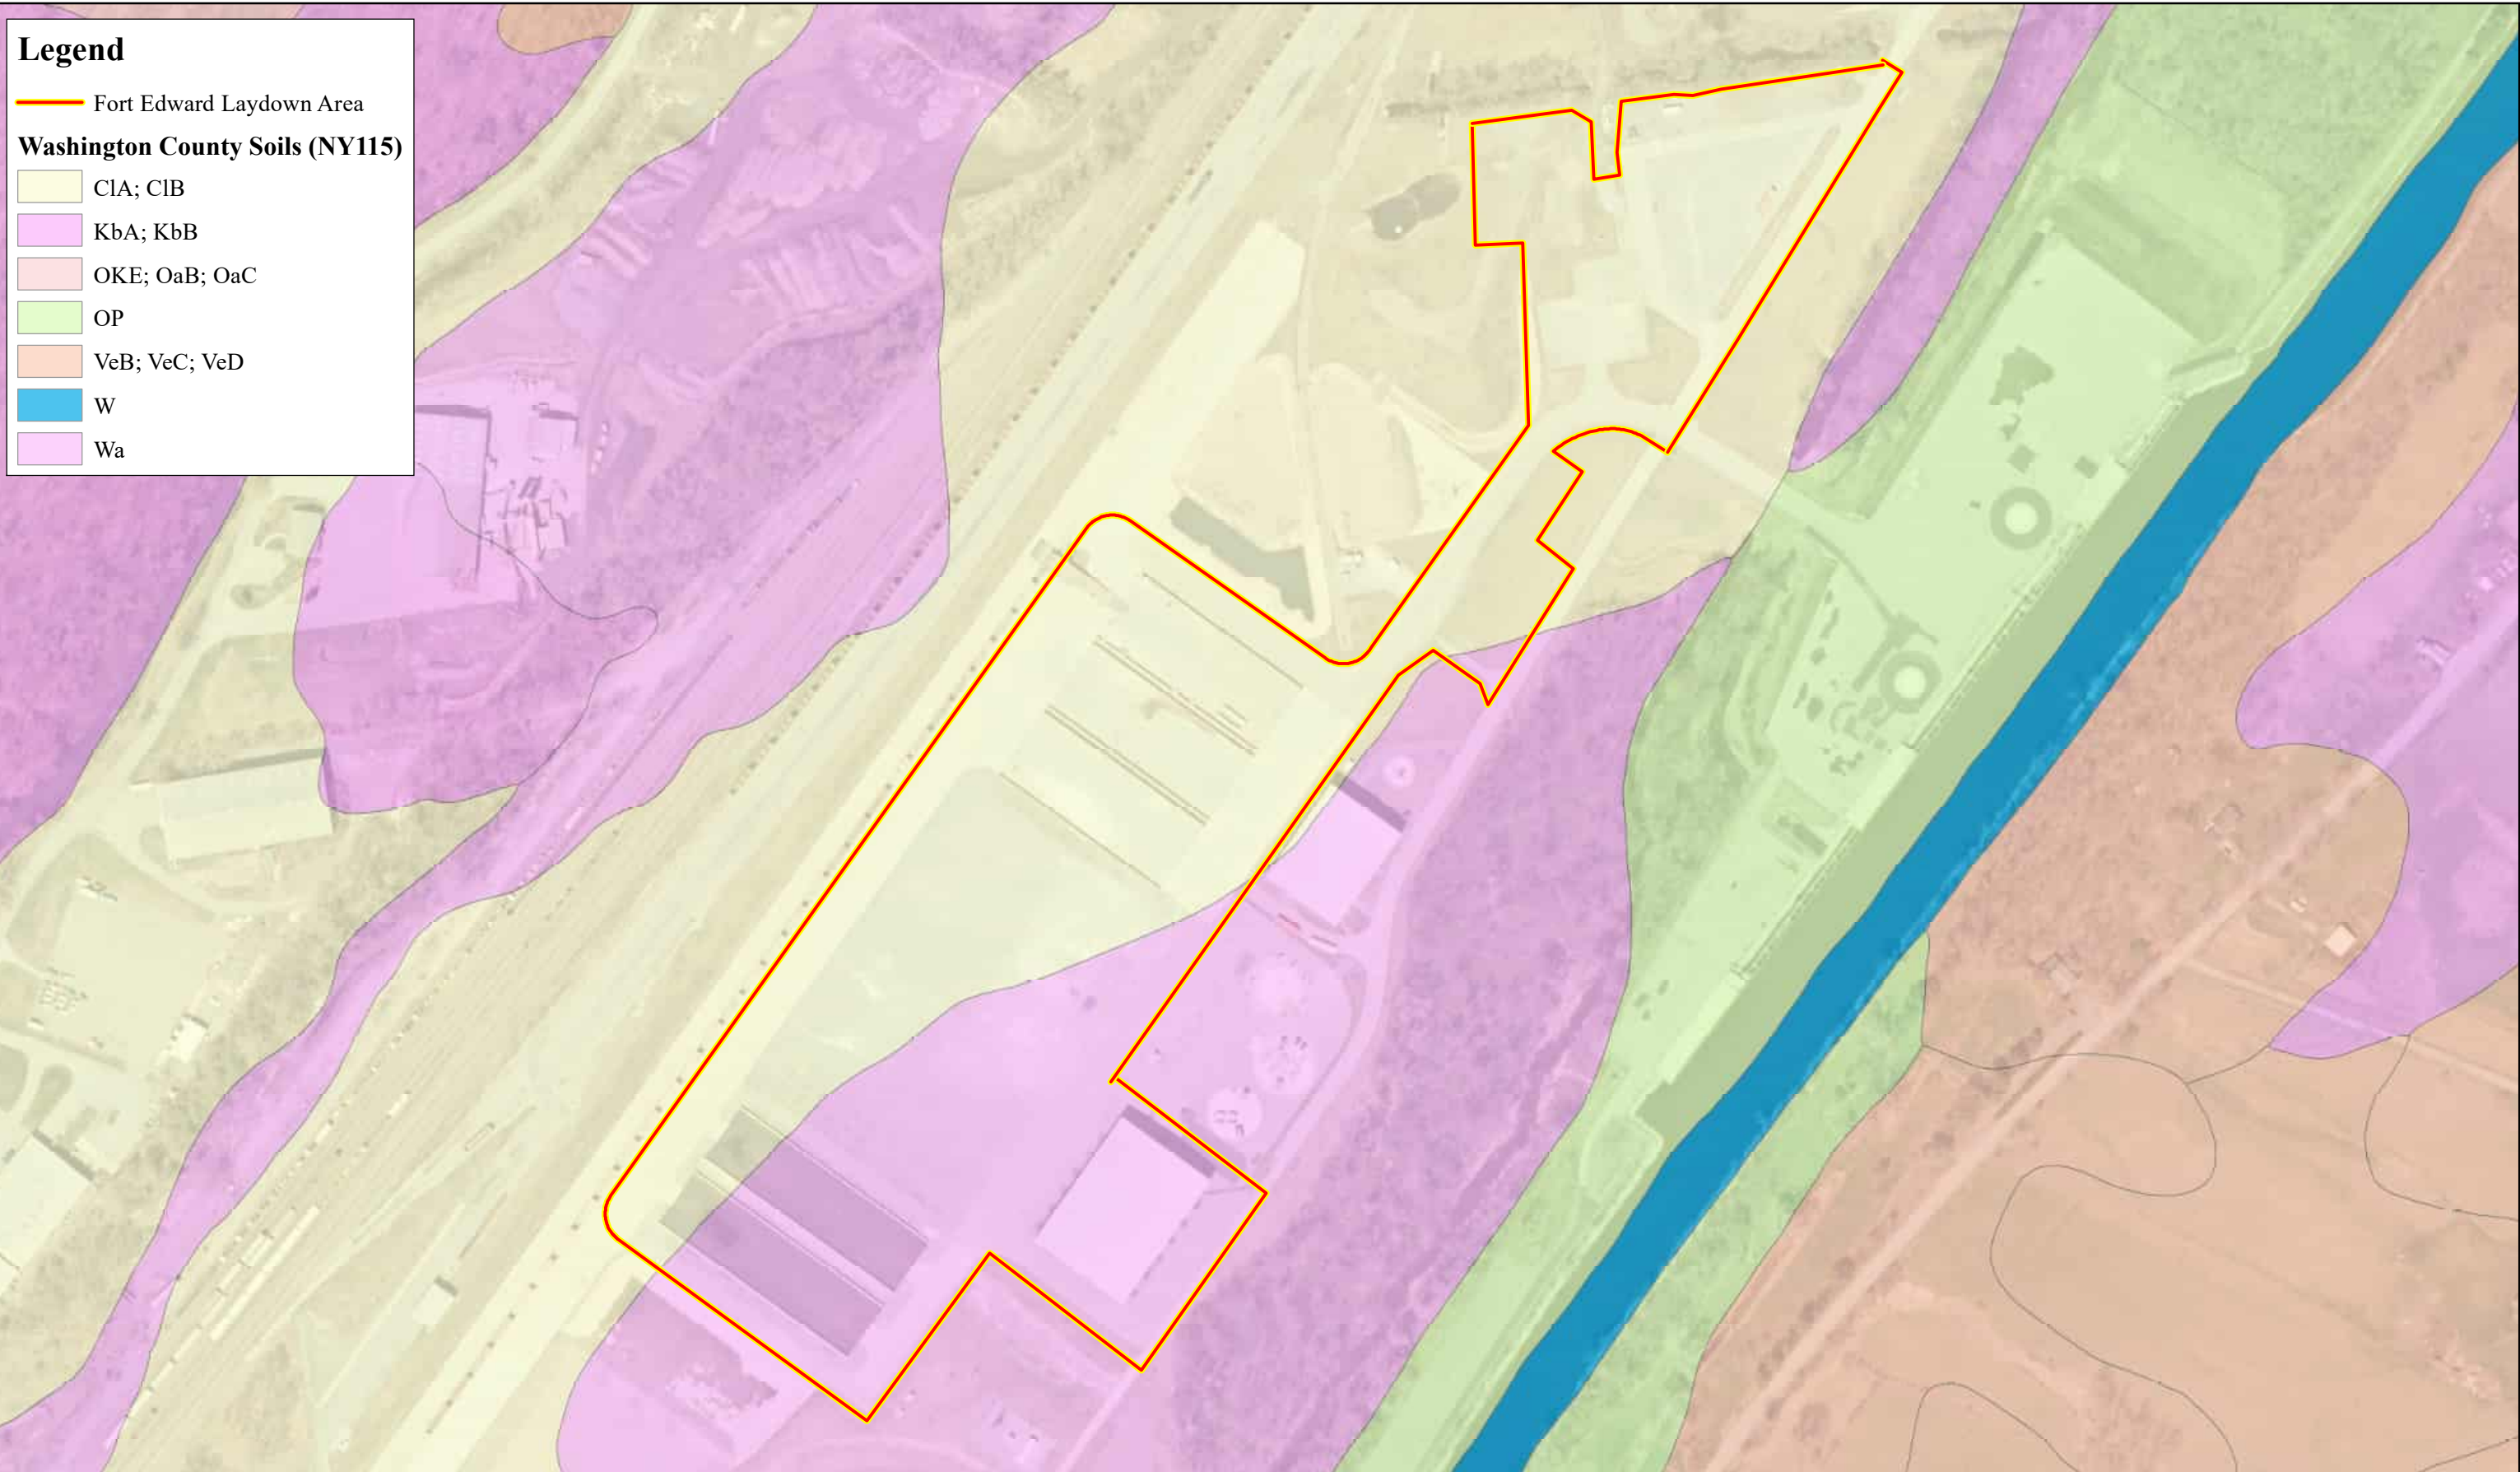 Legend
Fort Edward Laydown Area
Washington County Soils (NY115)
ClA; ClB
KbA; KbB
OKE; OaB; OaC
OP
VeB; VeC; VeD
W
Wa